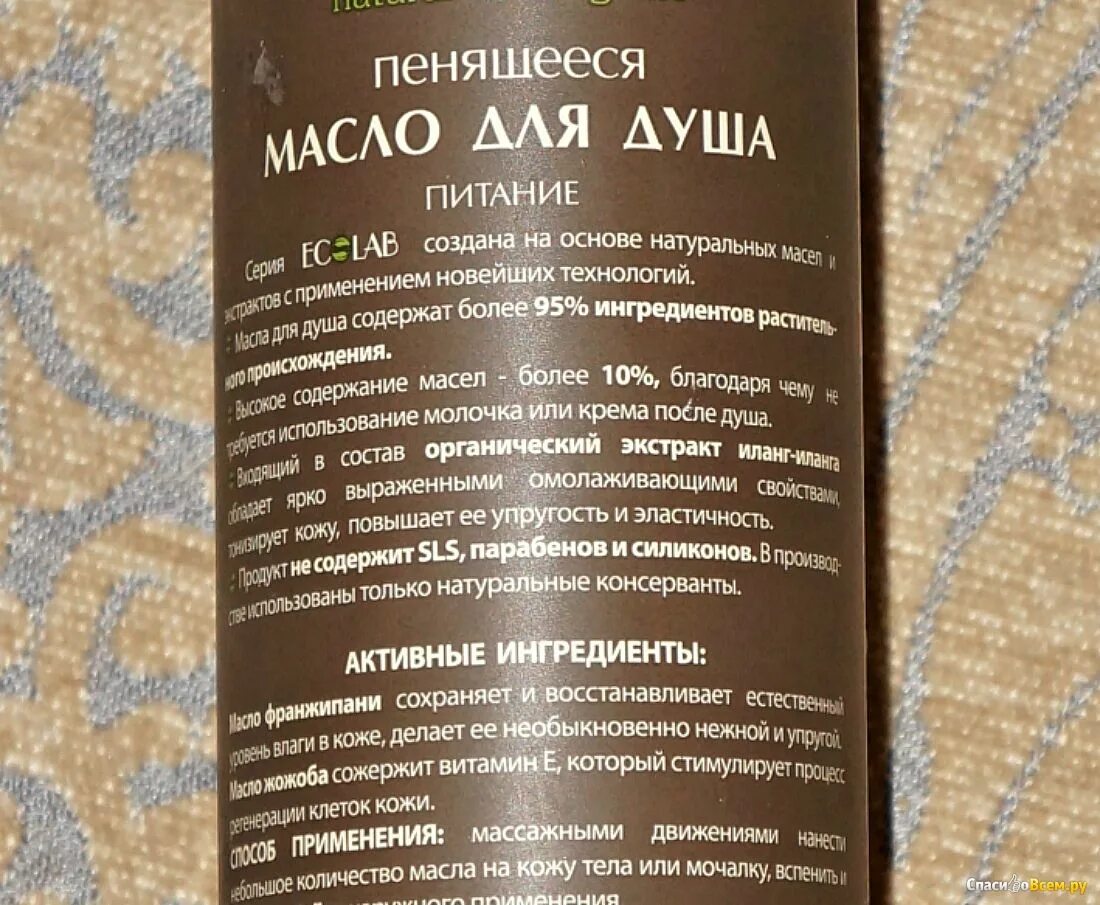 ПЕНЯЩЕЕСЯ
МАСЛО ДЛЯ ДУША
ПИТАНИЕ
Серия ECOLAB создана на основе натуральных масел и
экстрактов с применением новейших технологий.
:: Масла для душа содержат более 95% ингредиентов раститель-
ного происхождения.
:: Высокое содержание масел - более 10%, благодаря чему не
требуется использование молочка или крема после душа.
:: Входящий в состав органический экстракт иланг-иланга
обладает ярко выраженными омолаживающими свойствами,
тонизирует кожу, повышает ее упругость и эластичность.
:: Продукт не содержит SLS, парабенов и силиконов. В производ-
стве использованы только натуральные консерванты.
АКТИВНЫЕ ИНГРЕДИЕНТЫ:
Масло франжипани сохраняет и восстанавливает естественный
уровень влаги в коже, делает ее необыкновенно нежной и упругой.
Масло жожоба сожержит витамин Е, который стимулирует процесс
регенерации клеток кожи.
СПОСОБ ПРИМЕНЕНИЯ: массажными движениями нанести
небольшое количество масла на кожу тела или мочалку, вспенить и
наружного применения
СпасибоВсем.ру